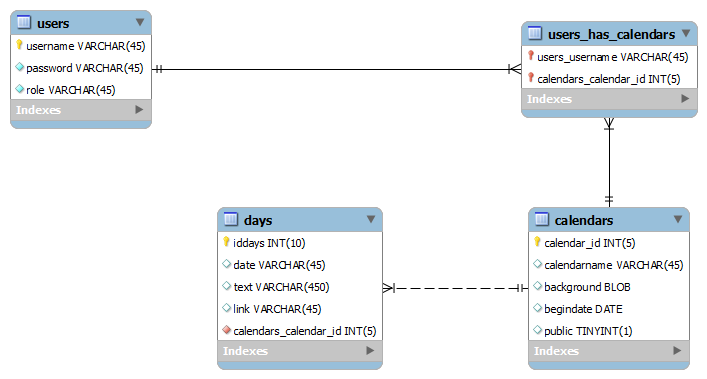 users
username VARCHAR(45)
password VARCHAR(45)
role VARCHAR(45)
Indexes
users_has_calendars
users_username VARCHAR(45)
calendars_calendar_id INT(5)
Indexes
days
iddays INT(10)
date VARCHAR(45)
text VARCHAR(450)
link VARCHAR(45)
calendars_calendar_id INT(5)
Indexes
calendars
calendar_id INT(5)
calendarname VARCHAR(45)
background BLOB
begindate DATE
public TINYINT(1)
Indexes